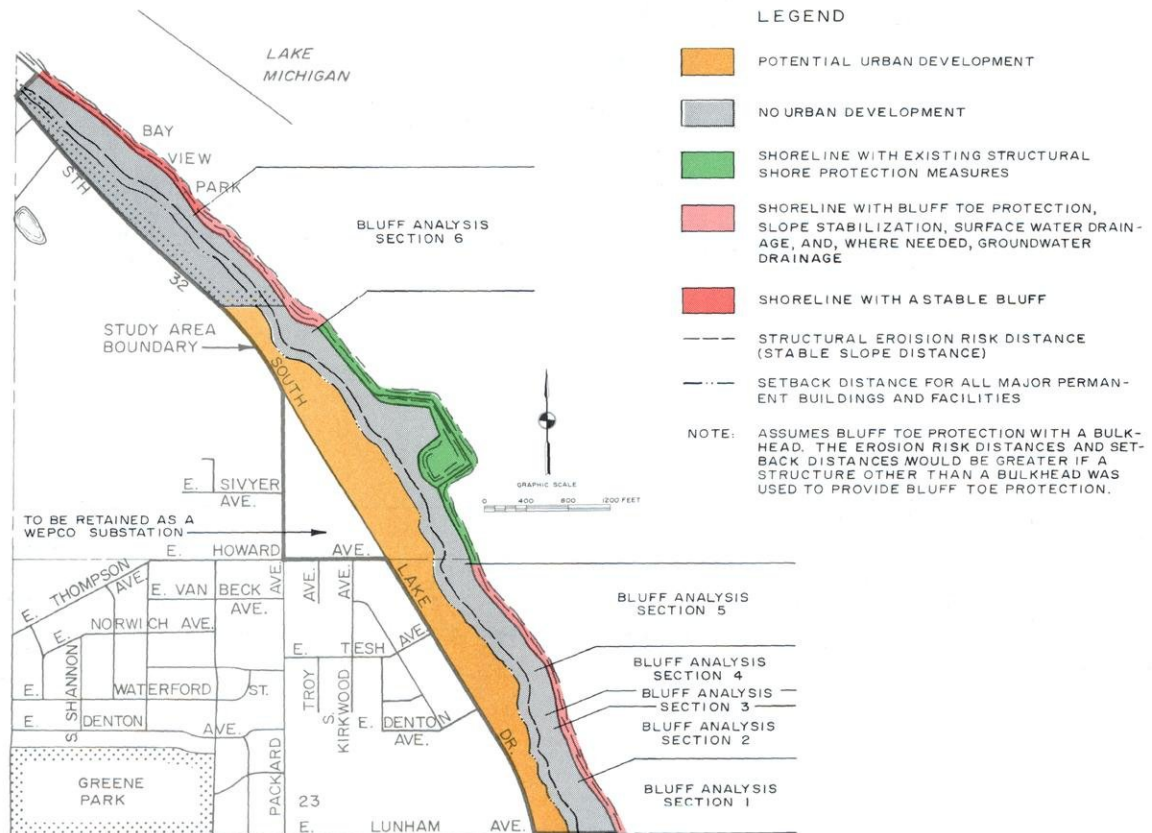 LEGEND
POTENTIAL URBAN DEVELOPMENT
NO URBAN DEVELOPMENT
SHORELINE WITH EXISTING STRUCTURAL
SHORE PROTECTION MEASURES
SHORELINE WITH BLUFF TOE PROTECTION,
SLOPE STABILIZATION, SURFACE WATER DRAIN-
AGE, AND, WHERE NEEDED, GROUNDWATER
DRAINAGE
SHORELINE WITH A STABLE BLUFF
STRUCTURAL EROISION RISK DISTANCE
(STABLE SLOPE DISTANCE)
SETBACK DISTANCE FOR ALL MAJOR PERMAN-
ENT BUILDINGS AND FACILITIES
NOTE: ASSUMES BLUFF TOE PROTECTION WITH A BULK-
HEAD. THE EROSION RISK DISTANCES AND SET-
BACK DISTANCES WOULD BE GREATER IF A
STRUCTURE OTHER THAN A BULKHEAD WAS
USED TO PROVIDE BLUFF TOE PROTECTION.
LAKE
MICHIGAN
BAY
VIEW
PARK
STH
32
BLUFF ANALYSIS
SECTION 6
STUDY AREA
BOUNDARY
SOUTH
LAKE
DR.
GRAPHIC SCALE
0 400 800 1200 FEET
E. SIVYER
AVE.
TO BE RETAINED AS A
WEPCO SUBSTATION
E. HOWARD AVE.
E. THOMPSON AVE.
E. VAN BECK
AVE.
AVE
AVE.
AVE.
E. NORWICH AVE.
E. TESH AVE.
S. SHANNON
E. WATERFORD ST.
TROY
S. KIRKWOOD
E. DENTON AVE.
E. DENTON
AVE.
PACKARD
GREENE
PARK
23
E. LUNHAM AVE.
BLUFF ANALYSIS
SECTION 5
BLUFF ANALYSIS
SECTION 4
BLUFF ANALYSIS
SECTION 3
BLUFF ANALYSIS
SECTION 2
BLUFF ANALYSIS
SECTION 1